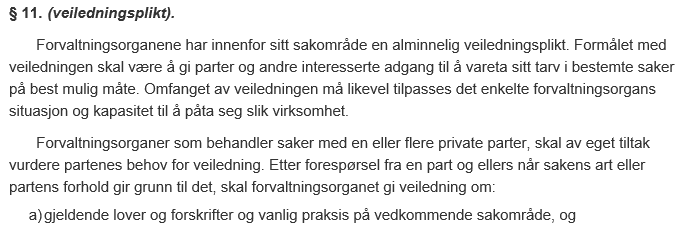 § 11. (veiledningsplikt).
Forvaltningsorganene har innenfor sitt sakområde en alminnelig veiledningsplikt. Formålet med
veiledningen skal være å gi parter og andre interesserte adgang til å vareta sitt tarv i bestemte saker
på best mulig måte. Omfanget av veiledningen må likevel tilpasses det enkelte forvaltningsorgans
situasjon og kapasitet til å påta seg slik virksomhet.
Forvaltningsorganer som behandler saker med en eller flere private parter, skal av eget tiltak
vurdere partenes behov for veiledning. Etter forespørsel fra en part og ellers når sakens art eller
partens forhold gir grunn til det, skal forvaltningsorganet gi veiledning om:
a) gjeldende lover og forskrifter og vanlig praksis på vedkommende sakområde, og